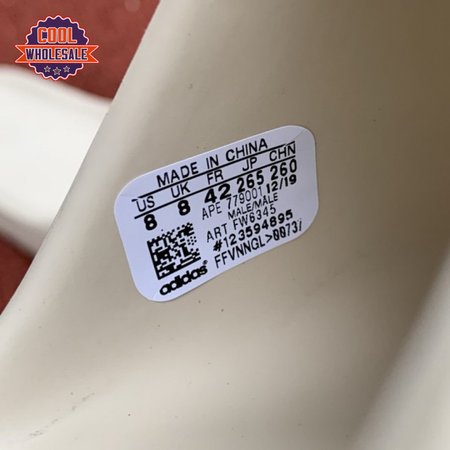 COOL
WHOLESALE
MADE IN CHINA
US UK FR JP CHN
8 8 42 265 260
APE 779001 12/19
MALE/MALE
ART FW6345
#123594895
FFVNNGL>8073
adidas